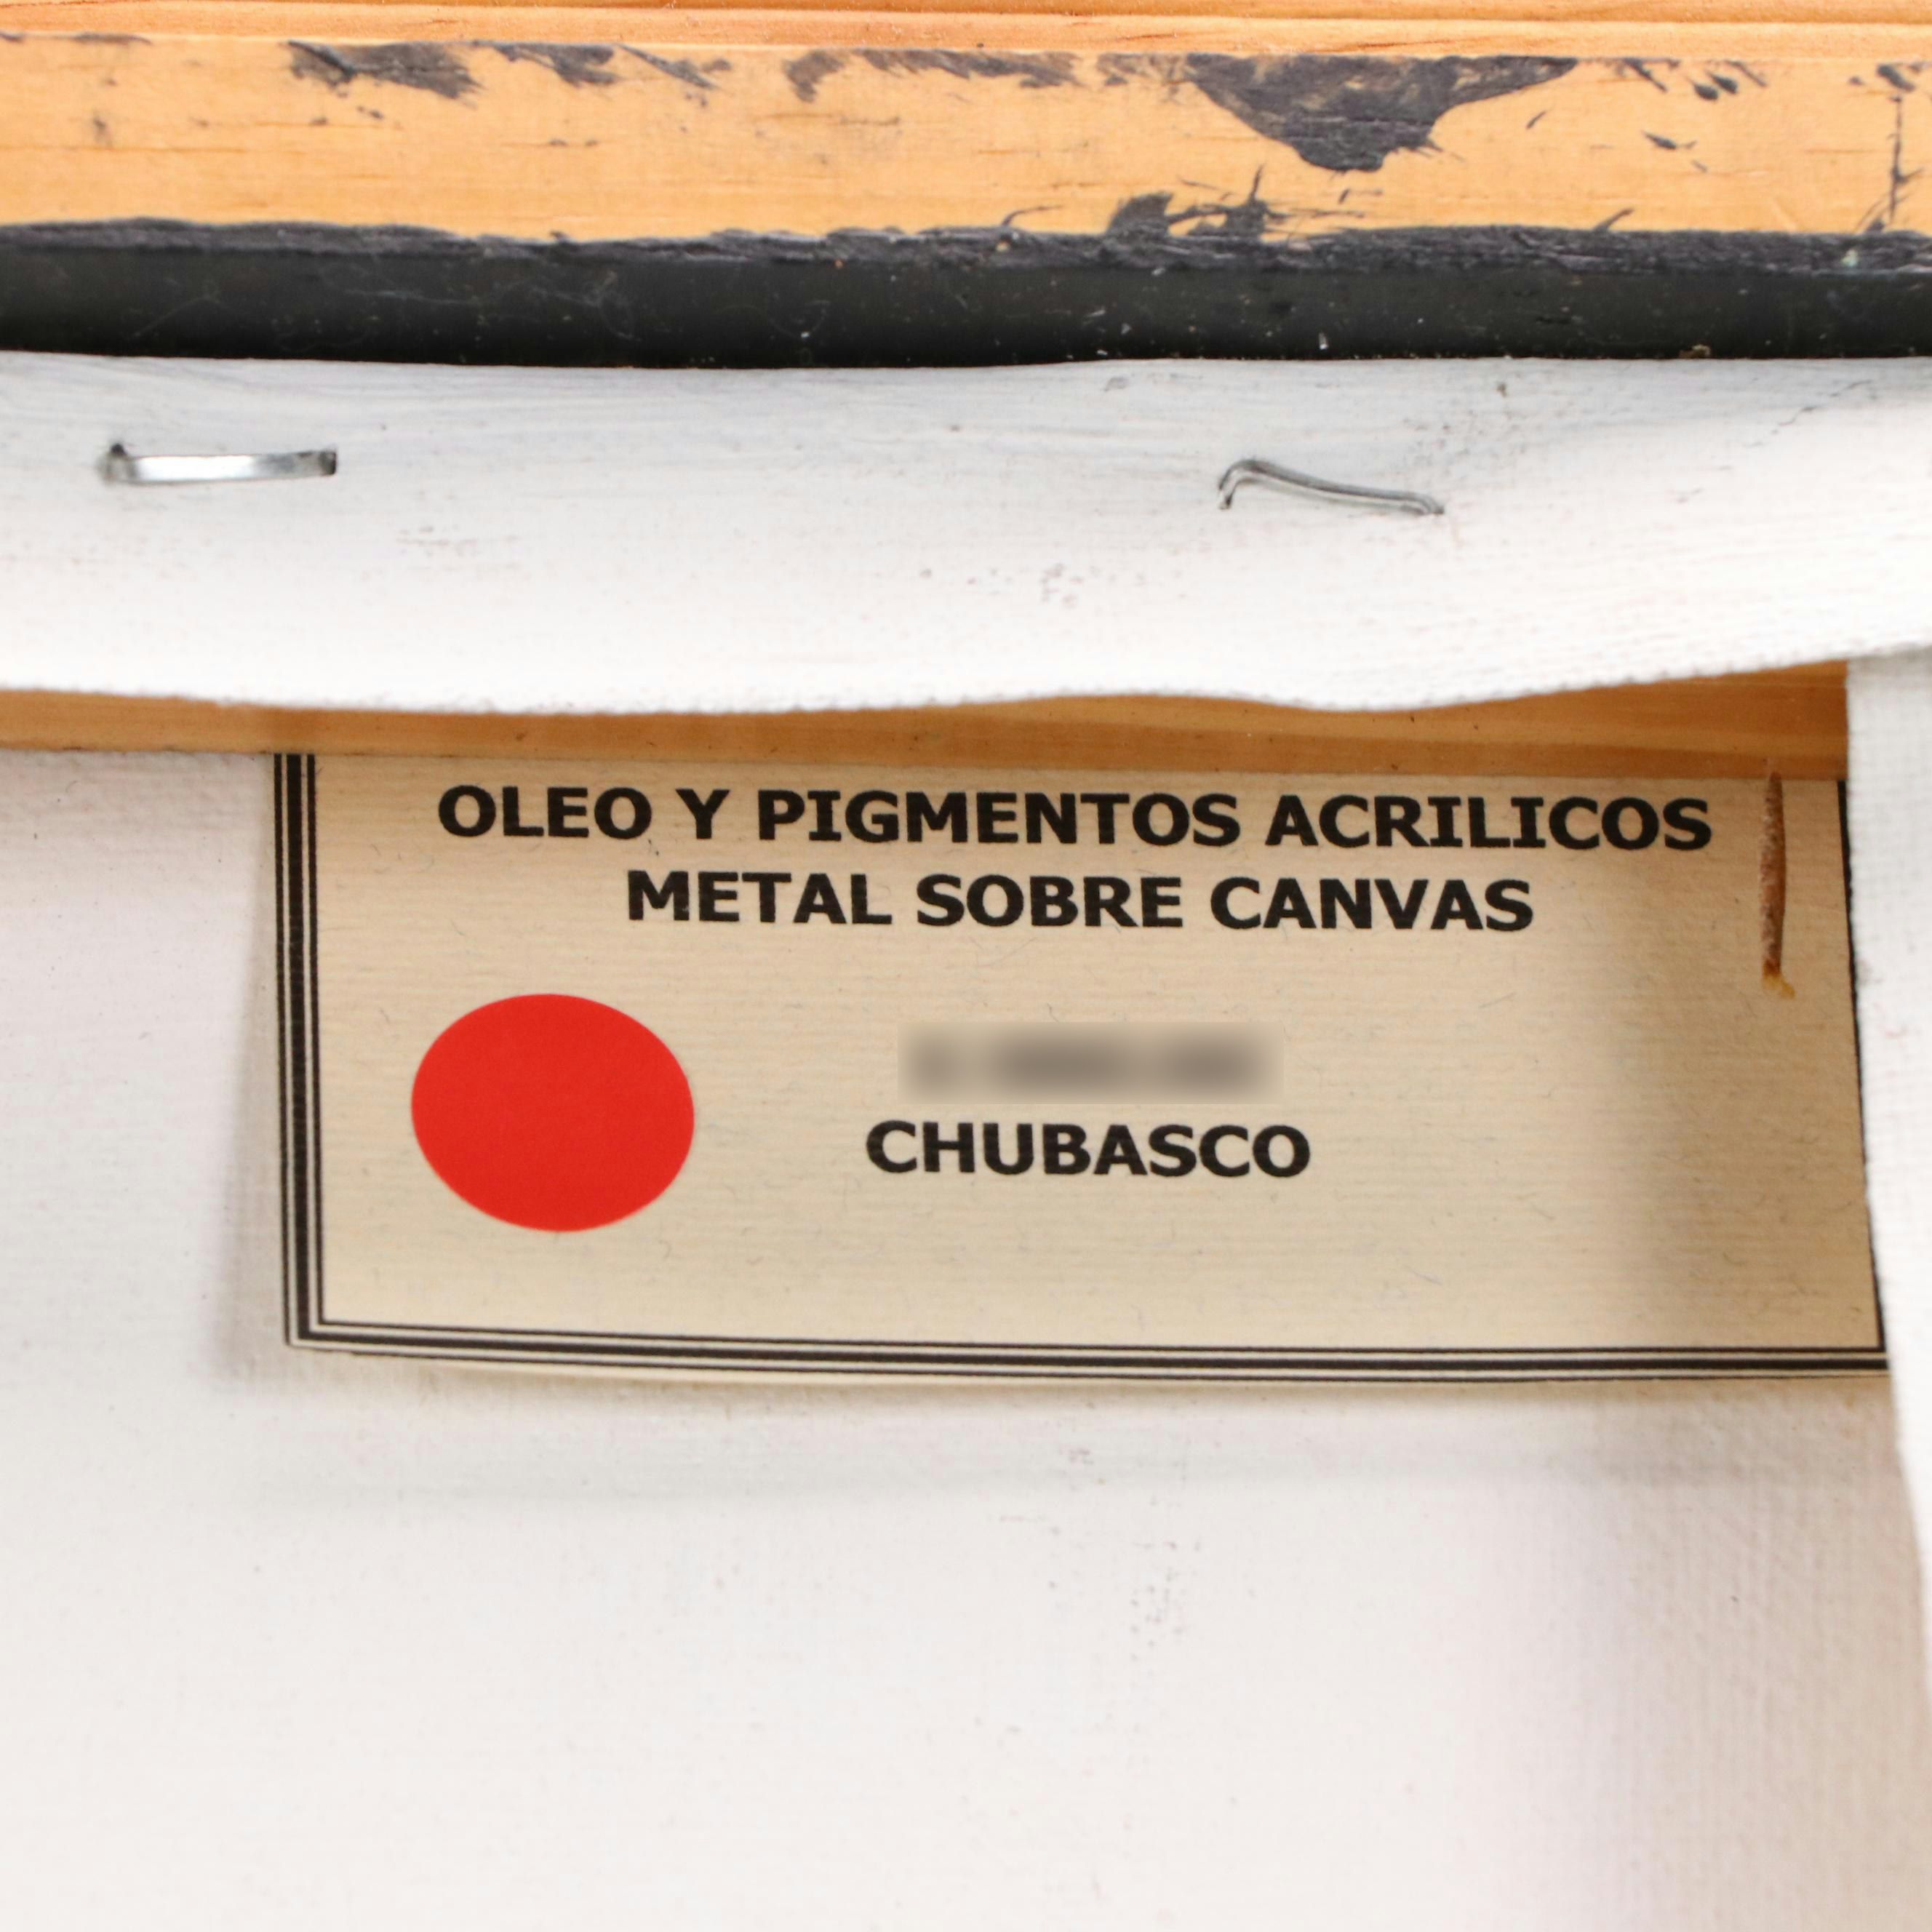 OLEO Y PIGMENTOS ACRILICOS
METAL SOBRE CANVAS
CHUBASCO